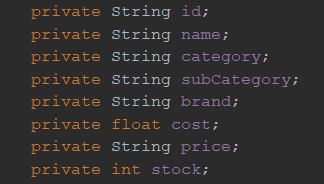 private String id;
private String name;
private String category;
private String subCategory;
private String brand;
private float cost;
private String price;
private int stock;